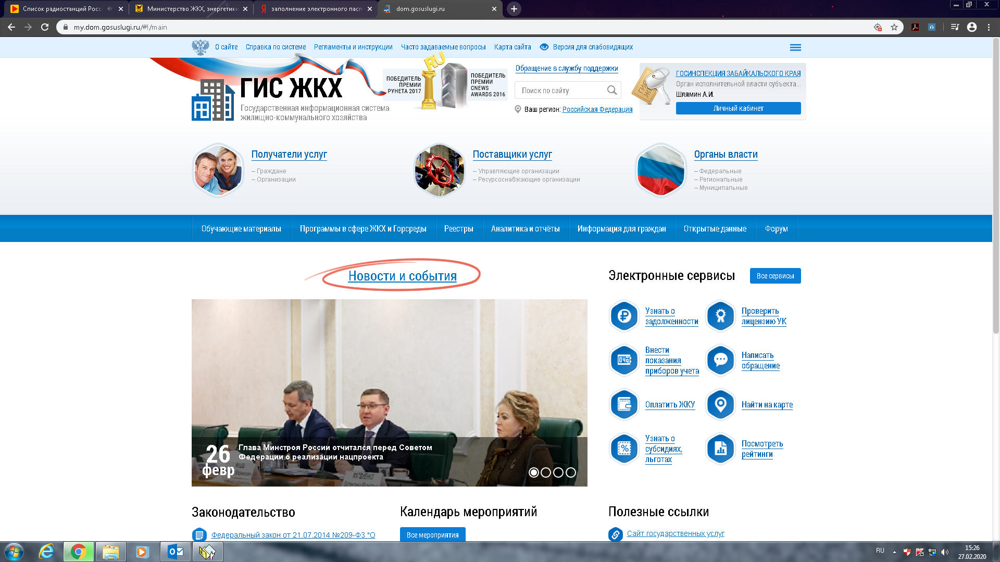 Список радиостанций Росс
Министерство ЖКХ, энергетики
заполнение электронного пасп
dom.gosuslugi.ru
my.dom.gosuslugi.ru/#!/main
О сайте
Справка по системе
Регламенты и инструкции
Часто задаваемые вопросы
Карта сайта
Версия для слабовидящих
ГИС ЖКХ
Государственная информационная система
жилищно-коммунального хозяйства
ПОБЕДИТЕЛЬ
ПРЕМИИ
РУНЕТА 2017
RU
ПОБЕДИТЕЛЬ
ПРЕМИИ
CNEWS
AWARDS 2016
Обращение в службу поддержки
Поиск по сайту
Ваш регион: Российская Федерация
ГИС
ЖКХ
ГОСИНСПЕКЦИЯ ЗАБАЙКАЛЬСКОГО КРАЯ
Орган исполнительной власти субъекта...
Шлямин А.И.
Личный кабинет
Получатели услуг
– Граждане
– Организации
Поставщики услуг
– Управляющие организации
– Ресурсоснабжающие организации
Органы власти
– Федеральные
– Региональные
– Муниципальные
Обучающие материалы
Программы в сфере ЖКХ и Горсреды
Реестры
Аналитика и отчёты
Информация для граждан
Открытые данные
Форум
Новости и события
26
февр
Глава Минстроя России отчитался перед Советом
Федерации о реализации нацпроекта
Электронные сервисы
Все сервисы
Узнать о
задолженности
Проверить
лицензию УК
Внести
показания
приборов учета
Написать
обращение
Оплатить ЖКУ
Найти на карте
Узнать о
субсидиях,
льготах
Посмотреть
рейтинги
Законодательство
Федеральный закон от 21.07.2014 №209-ФЗ "О
Календарь мероприятий
Все мероприятия
Полезные ссылки
Сайт государственных услуг
RU
15:26
27.02.2020